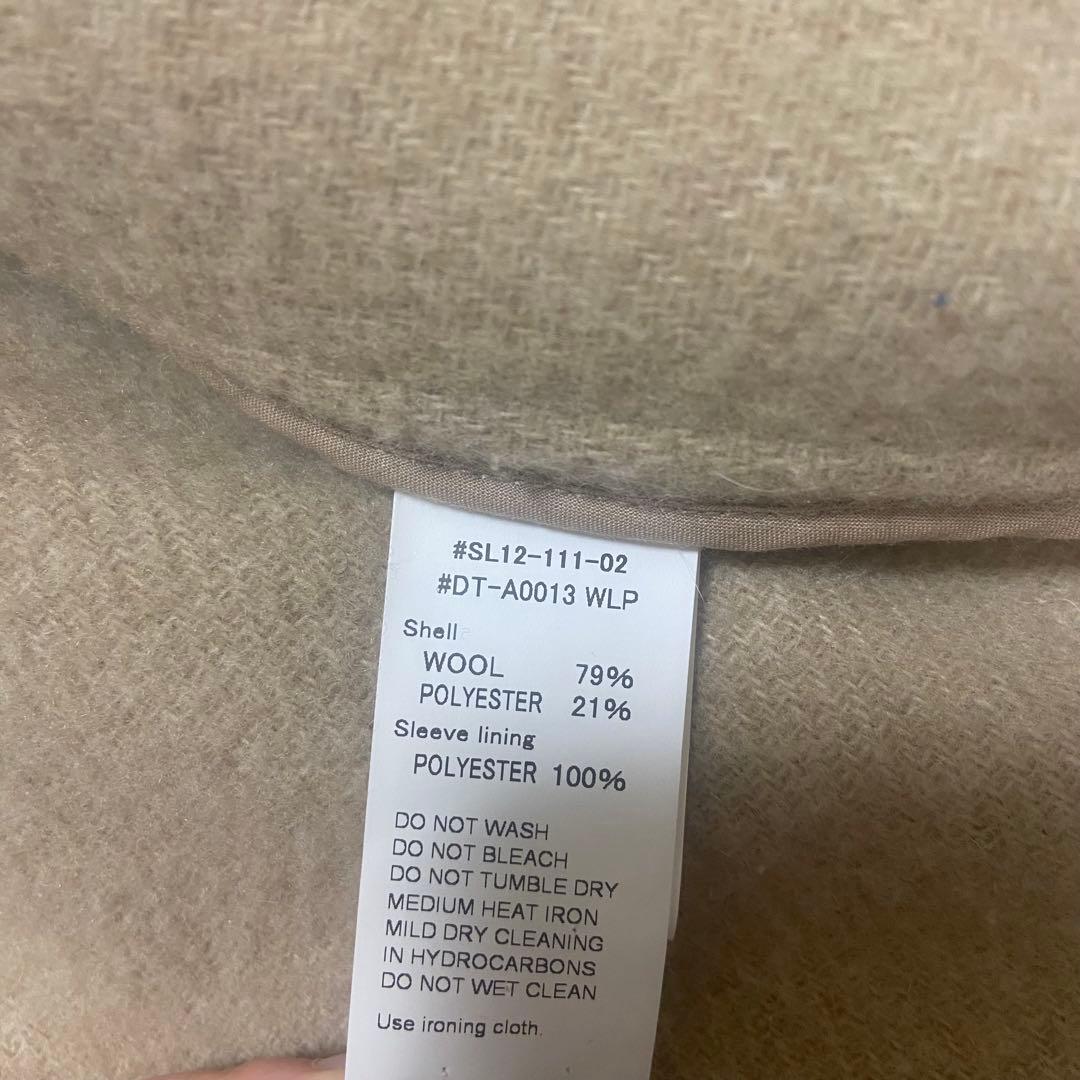 #SL12-111-02
#DT-A0013 WLP
Shell
WOOL 79%
POLYESTER 21%
Sleeve lining
POLYESTER 100%
DO NOT WASH
DO NOT BLEACH
DO NOT TUMBLE DRY
MEDIUM HEAT IRON
MILD DRY CLEANING
IN HYDROCARBONS
DO NOT WET CLEAN
Use ironing cloth.